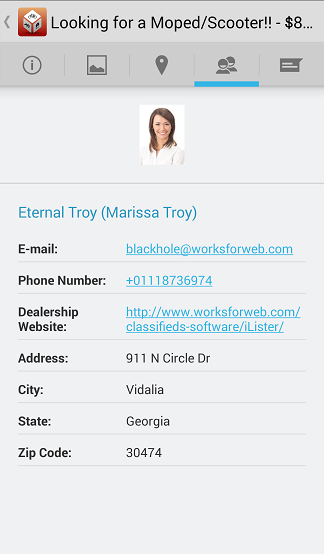 Looking for a Moped/Scooter!! - $8...
Eternal Troy (Marissa Troy)
E-mail: blackhole@worksforweb.com
Phone Number: +01118736974
Dealership http://www.worksforweb.com/
Website: classifieds-software/iLister/
Address: 911 N Circle Dr
City: Vidalia
State: Georgia
Zip Code: 30474